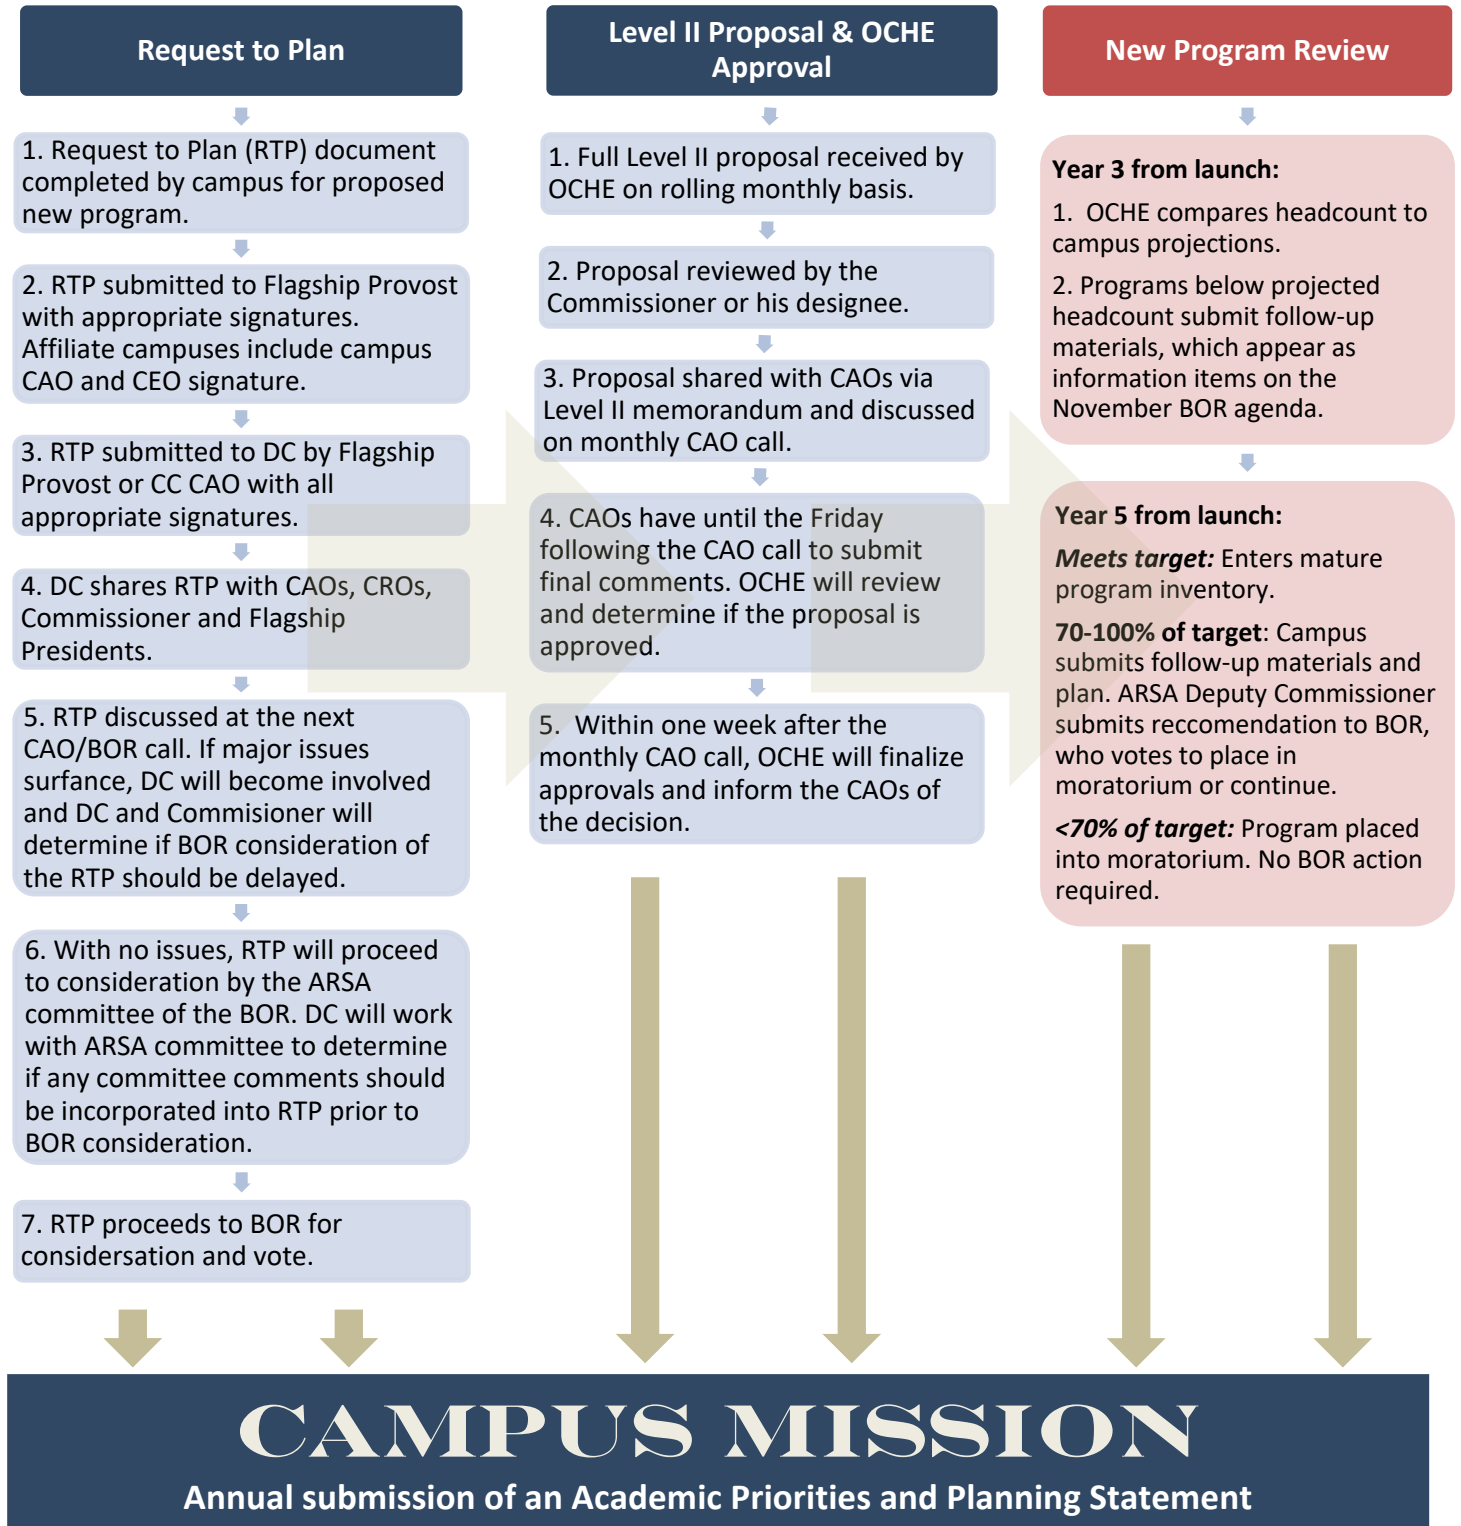 Request to Plan
1. Request to Plan (RTP) document
completed by campus for proposed
new program.
2. RTP submitted to Flagship Provost
with appropriate signatures.
Affiliate campuses include campus
CAO and CEO signature.
3. RTP submitted to DC by Flagship
Provost or CC CAO with all
appropriate signatures.
4. DC shares RTP with CAOs, CROs,
Commissioner and Flagship
Presidents.
5. RTP discussed at the next
CAO/BOR call. If major issues
surfance, DC will become involved
and DC and Commisioner will
determine if BOR consideration of
the RTP should be delayed.
6. With no issues, RTP will proceed
to consideration by the ARSA
committee of the BOR. DC will work
with ARSA committee to determine
if any committee comments should
be incorporated into RTP prior to
BOR consideration.
7. RTP proceeds to BOR for
considersation and vote.
Level II Proposal & OCHE
Approval
1. Full Level II proposal received by
OCHE on rolling monthly basis.
2. Proposal reviewed by the
Commissioner or his designee.
3. Proposal shared with CAOs via
Level II memorandum and discussed
on monthly CAO call.
4. CAOs have until the Friday
following the CAO call to submit
final comments. OCHE will review
and determine if the proposal is
approved.
5. Within one week after the
monthly CAO call, OCHE will finalize
approvals and inform the CAOs of
the decision.
New Program Review
Year 3 from launch:
1. OCHE compares headcount to
campus projections.
2. Programs below projected
headcount submit follow-up
materials, which appear as
information items on the
November BOR agenda.
Year 5 from launch:
Meets target: Enters mature
program inventory.
70-100% of target: Campus
submits follow-up materials and
plan. ARSA Deputy Commissioner
submits reccomendation to BOR,
who votes to place in
moratorium or continue.
<70% of target: Program placed
into moratorium. No BOR action
required.
CAMPUS MISSION
Annual submission of an Academic Priorities and Planning Statement